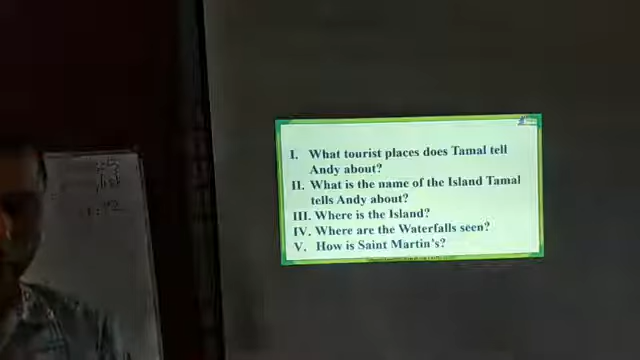 I. What tourist places does Tamal tell
Andy about?
II. What is the name of the Island Tamal
tells Andy about?
III. Where is the Island?
IV. Where are the Waterfalls seen?
V. How is Saint Martin's?